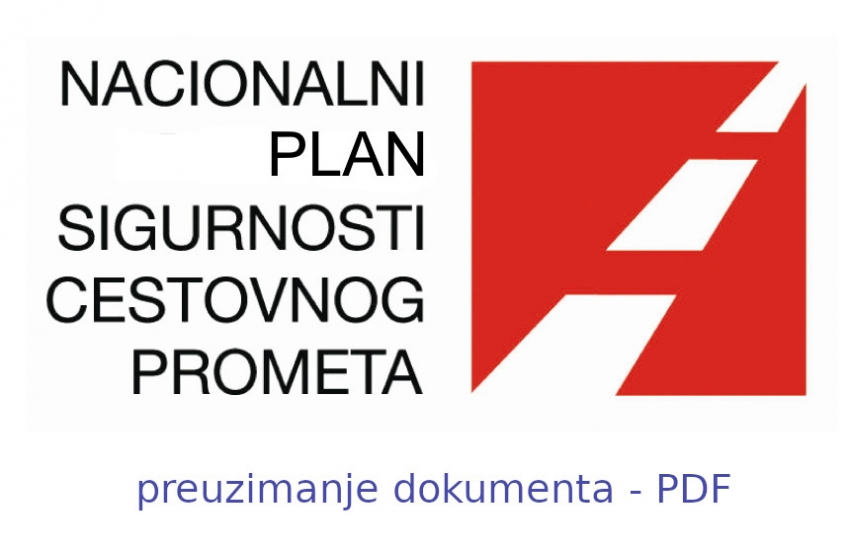 NACIONALNI
PLAN
SIGURNOSTI
CESTOVNOG
PROMETA
preuzimanje dokumenta - PDF